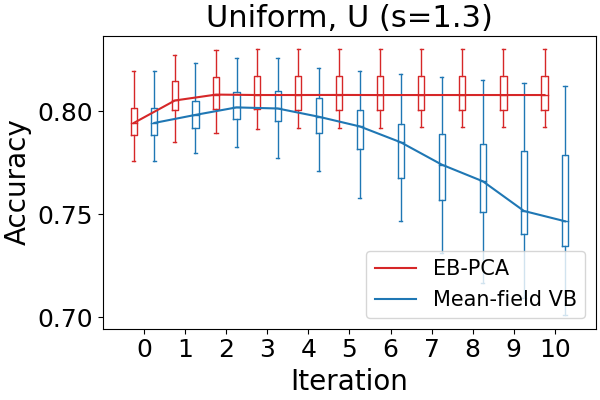 Uniform, U (s=1.3)
Accuracy
0.80
0.75
0.70
EB-PCA
Mean-field VB
0 1 2 3 4 5 6 7 8 9 10
Iteration